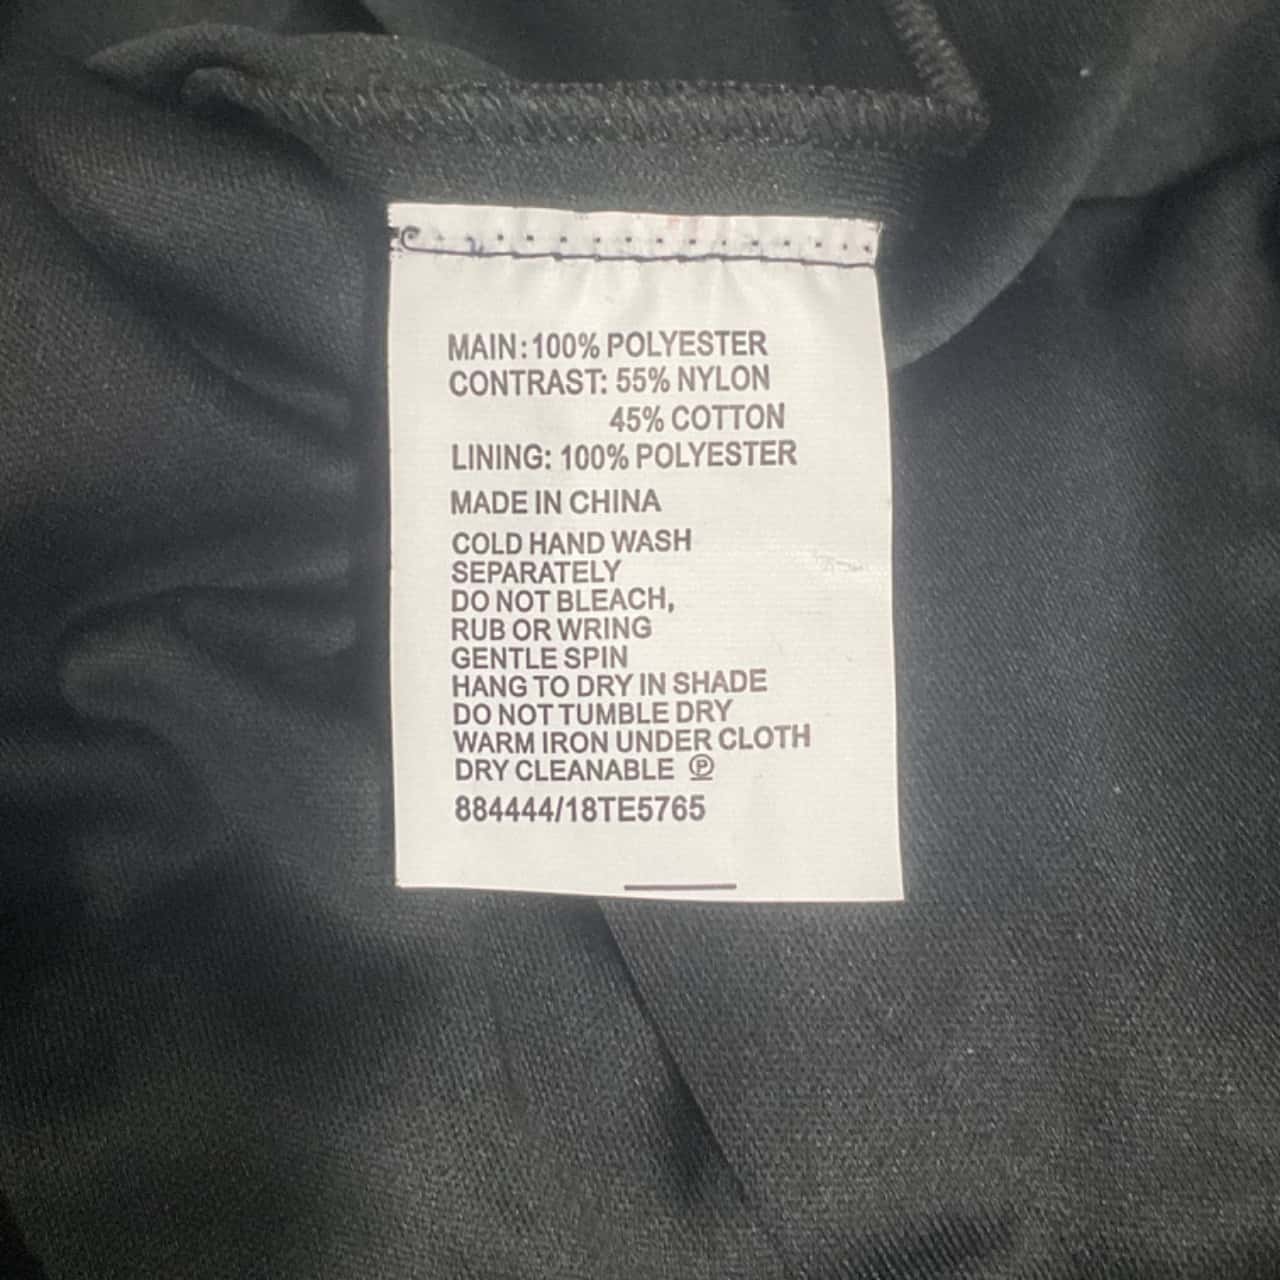 MAIN: 100% POLYESTER
CONTRAST: 55% NYLON
45% COTTON
LINING: 100% POLYESTER
MADE IN CHINA
COLD HAND WASH
SEPARATELY
DO NOT BLEACH,
RUB OR WRING
GENTLE SPIN
HANG TO DRY IN SHADE
DO NOT TUMBLE DRY
WARM IRON UNDER CLOTH
DRY CLEANABLE Ⓟ
884444/18TE5765